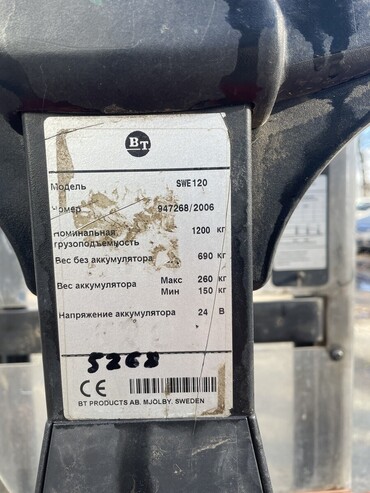 BT
Модель SWE120
Номер 947268/2006
Номинальная
грузоподъемность 1200 кг
Вес без аккумулятора 690 кг
Вес аккумулятора Макс 260 кг
Мин 150 кг
Напряжение аккумулятора 24 В
5268
CE
BT PRODUCTS AB. MJÖLBY. SWEDEN